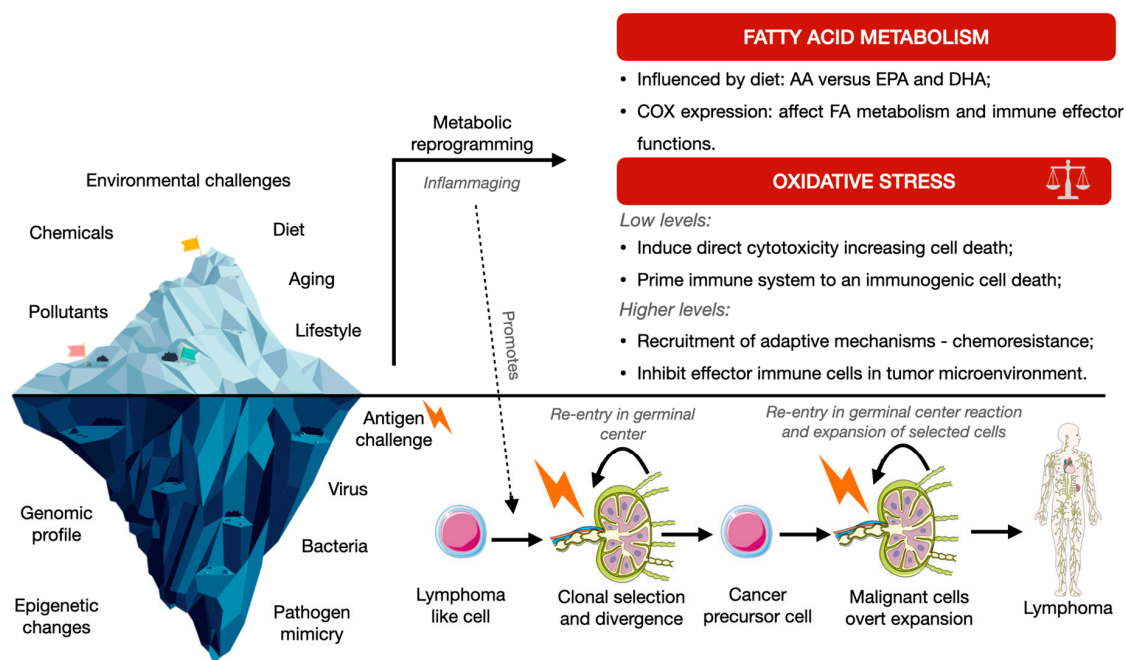 FATTY ACID METABOLISM
• Influenced by diet: AA versus EPA and DHA;
• COX expression: affect FA metabolism and immune effector
functions.
Metabolic
reprogramming
Inflammaging
OXIDATIVE STRESS
Low levels:
• Induce direct cytotoxicity increasing cell death;
• Prime immune system to an immunogenic cell death;
Higher levels:
• Recruitment of adaptive mechanisms - chemoresistance;
• Inhibit effector immune cells in tumor microenvironment.
Environmental challenges
Chemicals
Diet
Aging
Pollutants
Lifestyle
Promotes
Antigen
challenge
Virus
Genomic
profile
Bacteria
Epigenetic
changes
Pathogen
mimicry
Re-entry in germinal
center
Re-entry in germinal center reaction
and expansion of selected cells
Lymphoma
like cell
Clonal selection
and divergence
Cancer
precursor cell
Malignant cells
overt expansion
Lymphoma